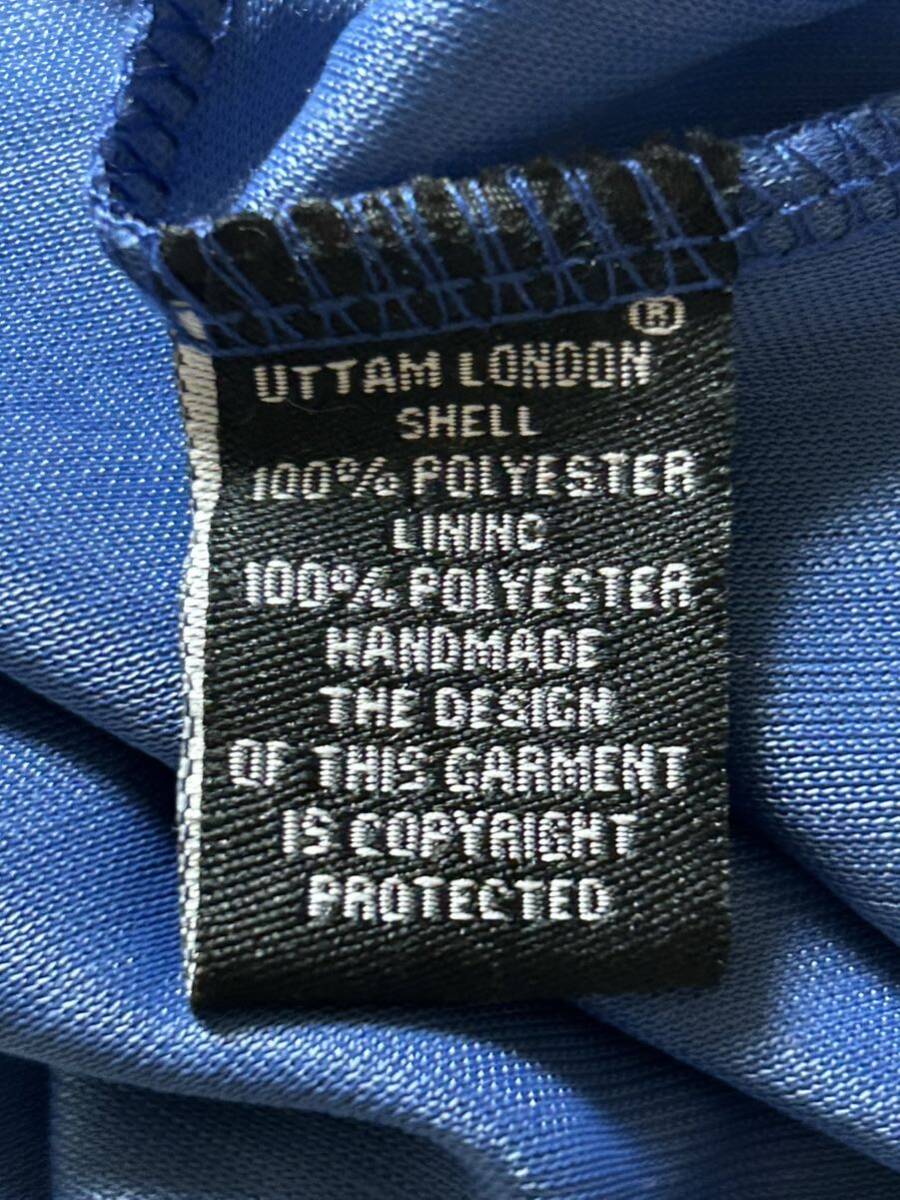 ®
UTTAM LONDON
SHELL
100% POLYESTER
LINING
100% POLYESTER
HANDMADE
THE DESIGN
OF THIS GARMENT
IS COPYRIGHT
PROTECTED